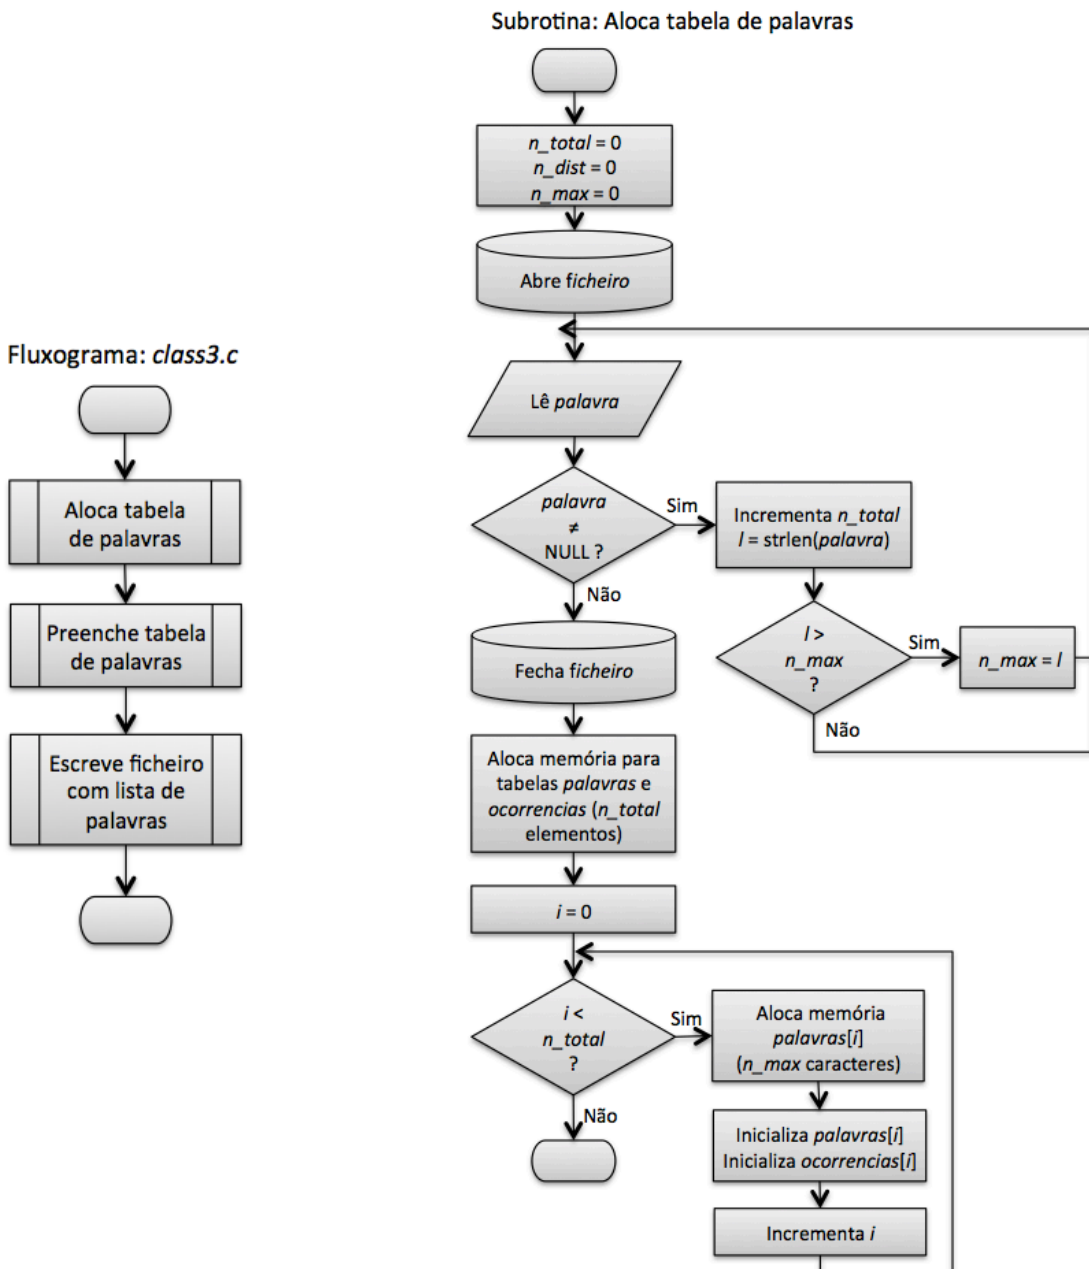 Subrotina: Aloca tabela de palavras
n_total = 0
n_dist = 0
n_max = 0
Abre ficheiro
Lê palavra
palavra
≠
NULL ?
Sim
Não
Incrementa n_total
l = strlen(palavra)
l >
n_max
?
Sim
Não
n_max = l
Fecha ficheiro
Aloca memória para
tabelas palavras e
ocorrencias (n_total
elementos)
i = 0
i <
n_total
?
Sim
Não
Aloca memória
palavras[i]
(n_max caracteres)
Inicializa palavras[i]
Inicializa ocorrencias[i]
Incrementa i
Fluxograma: class3.c
Aloca tabela
de palavras
Preenche tabela
de palavras
Escreve ficheiro
com lista de
palavras